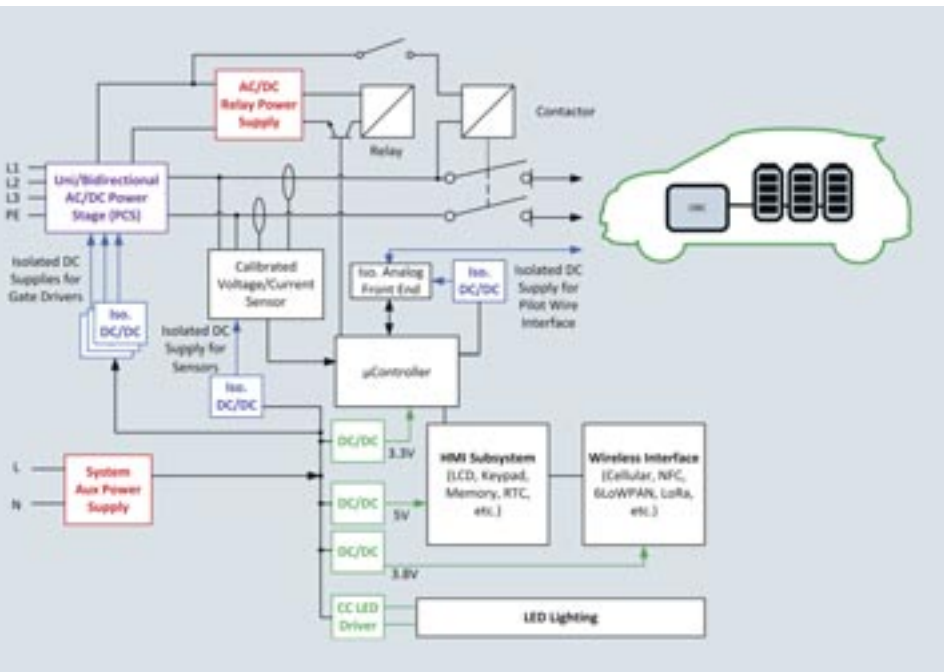 AC/DC
Relay Power
Supply
Relay
Contactor
L1
L2
L3
PE
Uni/Bidirectional
AC/DC Power
Stage (PCS)
Isolated DC
Supplies for
Gate Drivers
Iso.
DC/DC
Calibrated
Voltage/Current
Sensor
Isolated DC
Supply for
Sensors
Iso.
DC/DC
Iso. Analog
Front End
Iso.
DC/DC
Isolated DC
Supply for
Pilot Wire
Interface
µController
DC/DC
3.3V
HMI Subsystem
(LCD, Keypad,
Memory, RTC,
etc.)
Wireless Interface
(Cellular, NFC,
6LoWPAN, LoRa,
etc.)
L
N
System
Aux Power
Supply
DC/DC
5V
DC/DC
3.8V
CC LED
Driver
LED Lighting